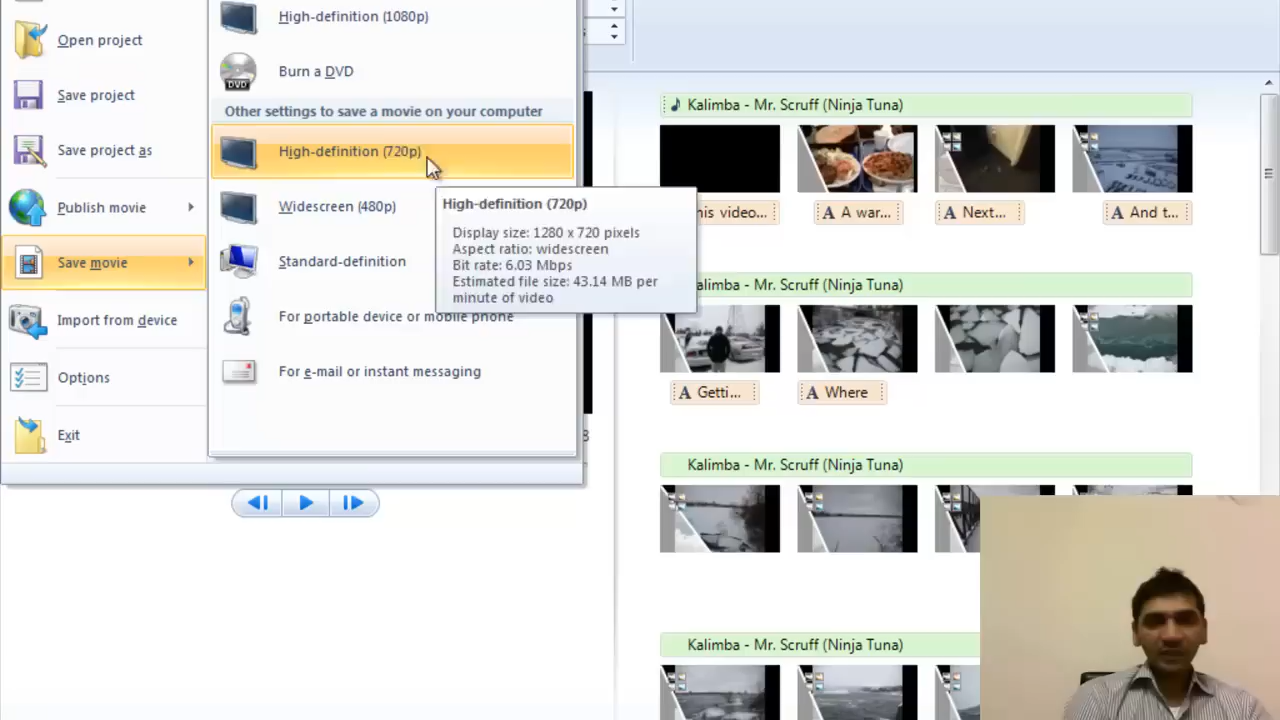 Open project
Save project
Save project as
Publish movie
Save movie
Import from device
Options
Exit
High-definition (1080p)
Burn a DVD
DVD
Other settings to save a movie on your computer
High-definition (720p)
Widescreen (480p)
Standard-definition
For portable device or mobile phone
For e-mail or instant messaging
High-definition (720p)
Display size: 1280 x 720 pixels
Aspect ratio: widescreen
Bit rate: 6.03 Mbps
Estimated file size: 43.14 MB per
minute of video
Kalimba - Mr. Scruff (Ninja Tuna)
video...
A A war...
A Next...
A And t...
Kalimba - Mr. Scruff (Ninja Tuna)
A Getti...
A Where
Kalimba - Mr. Scruff (Ninja Tuna)
Kalimba - Mr. Scruff (Ninja Tuna)